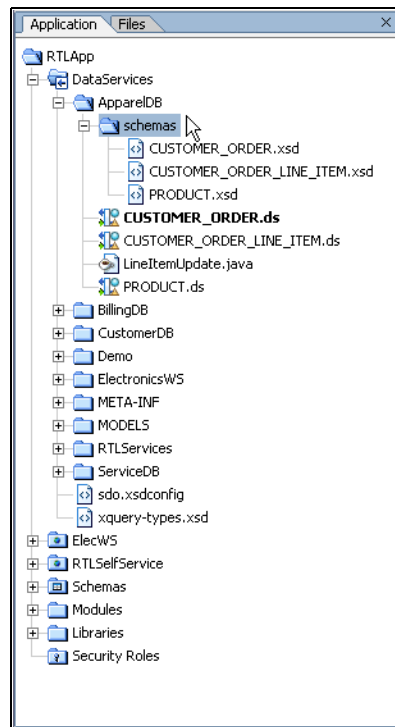 Application Files
RTLApp
DataServices
ApparelDB
schemas
CUSTOMER_ORDER.xsd
CUSTOMER_ORDER_LINE_ITEM.xsd
PRODUCT.xsd
CUSTOMER_ORDER.ds
CUSTOMER_ORDER_LINE_ITEM.ds
LineItemUpdate.java
PRODUCT.ds
BillingDB
CustomerDB
Demo
ElectronicsWS
META-INF
MODELS
RTLServices
ServiceDB
sdo.xsdconfig
xquery-types.xsd
ElecWS
RTLSelfService
Schemas
Modules
Libraries
Security Roles